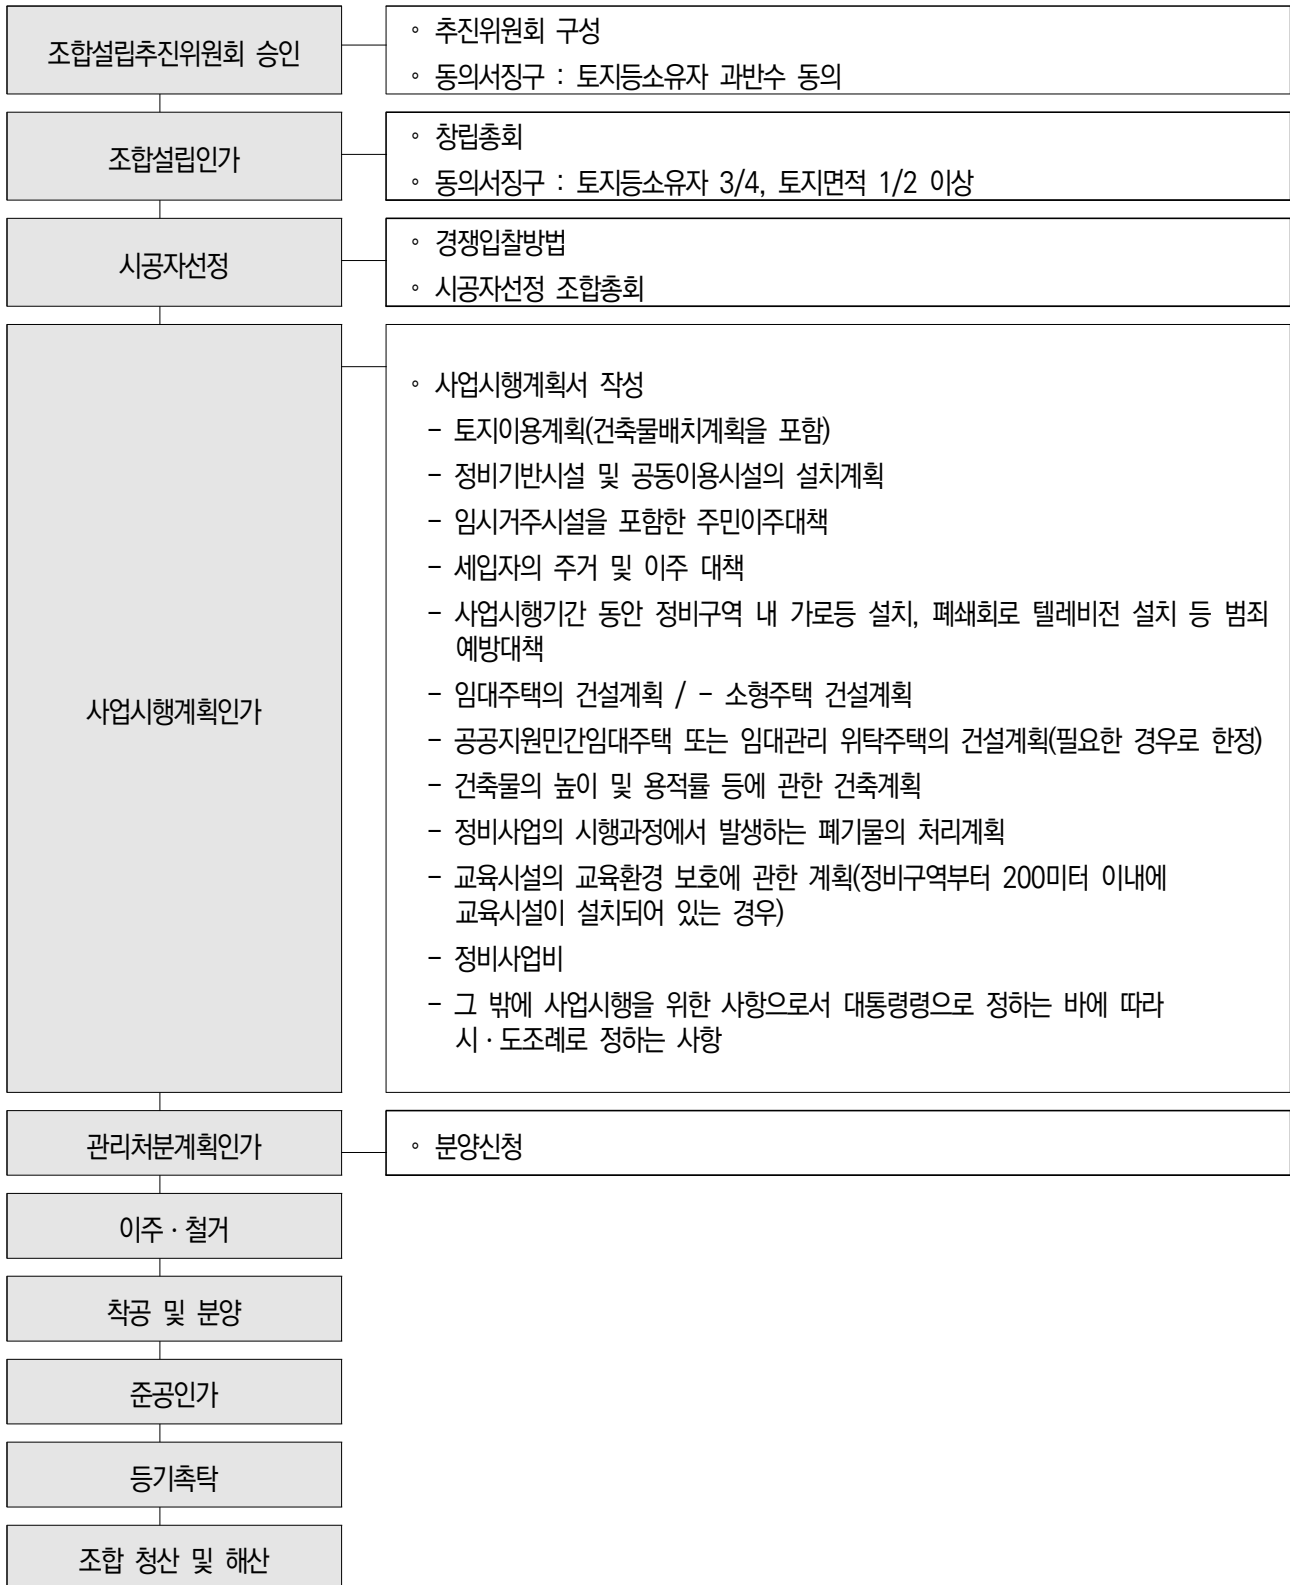 조합설립추진위원회 승인
◦ 추진위원회 구성
◦ 동의서징구 : 토지등소유자 과반수 동의
조합설립인가
◦ 창립총회
◦ 동의서징구 : 토지등소유자 3/4, 토지면적 1/2 이상
시공자선정
◦ 경쟁입찰방법
◦ 시공자선정 조합총회
사업시행계획인가
◦ 사업시행계획서 작성
- 토지이용계획(건축물배치계획을 포함)
- 정비기반시설 및 공동이용시설의 설치계획
- 임시거주시설을 포함한 주민이주대책
- 세입자의 주거 및 이주 대책
- 사업시행기간 동안 정비구역 내 가로등 설치, 폐쇄회로 텔레비전 설치 등 범죄
예방대책
- 임대주택의 건설계획 / - 소형주택 건설계획
- 공공지원민간임대주택 또는 임대관리 위탁주택의 건설계획(필요한 경우로 한정)
- 건축물의 높이 및 용적률 등에 관한 건축계획
- 정비사업의 시행과정에서 발생하는 폐기물의 처리계획
- 교육시설의 교육환경 보호에 관한 계획(정비구역부터 200미터 이내에
교육시설이 설치되어 있는 경우)
- 정비사업비
- 그 밖에 사업시행을 위한 사항으로서 대통령령으로 정하는 바에 따라
시·도조례로 정하는 사항
관리처분계획인가
◦ 분양신청
이주·철거
착공 및 분양
준공인가
등기촉탁
조합 청산 및 해산